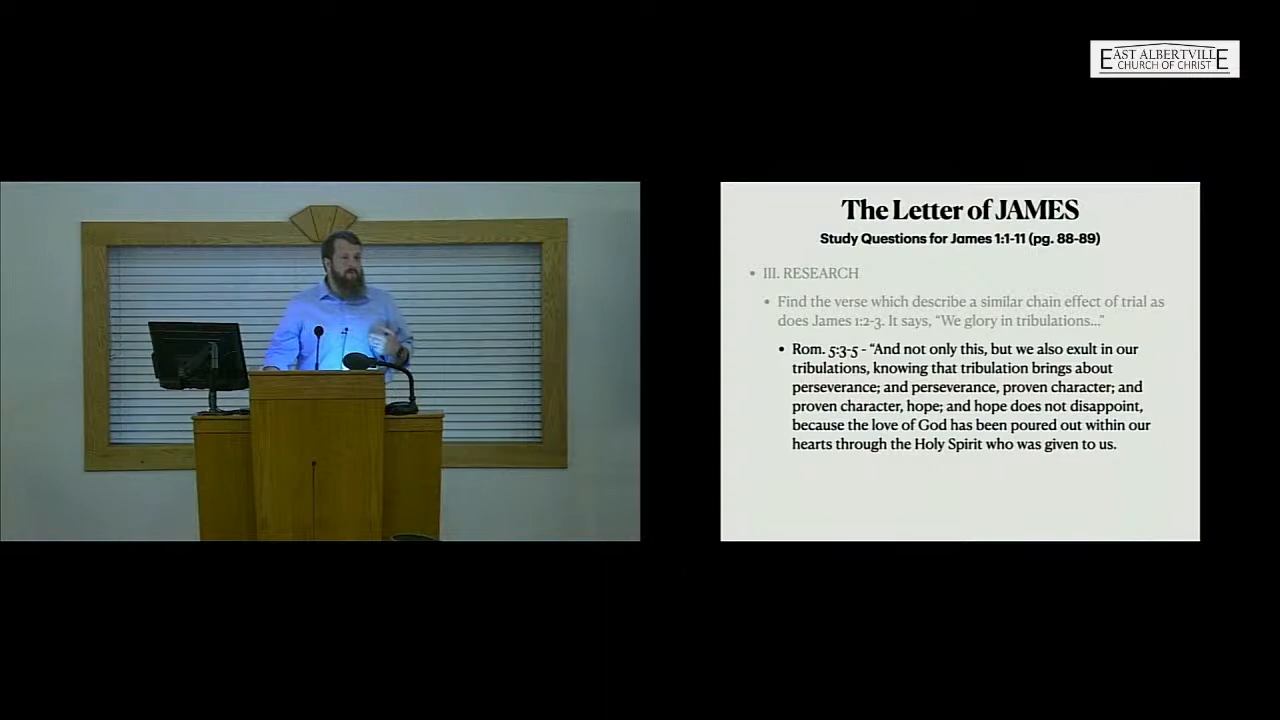 EAST ALBERTVILLE
CHURCH OF CHRIST
The Letter of JAMES
Study Questions for James 1:1-11 (pg. 88-89)
• III. RESEARCH
• Find the verse which describe a similar chain effect of trial as
does James 1:2-3. It says, “We glory in tribulations...”
• Rom. 5:3-5 - “And not only this, but we also exult in our
tribulations, knowing that tribulation brings about
perseverance; and perseverance, proven character; and
proven character, hope; and hope does not disappoint,
because the love of God has been poured out within our
hearts through the Holy Spirit who was given to us.